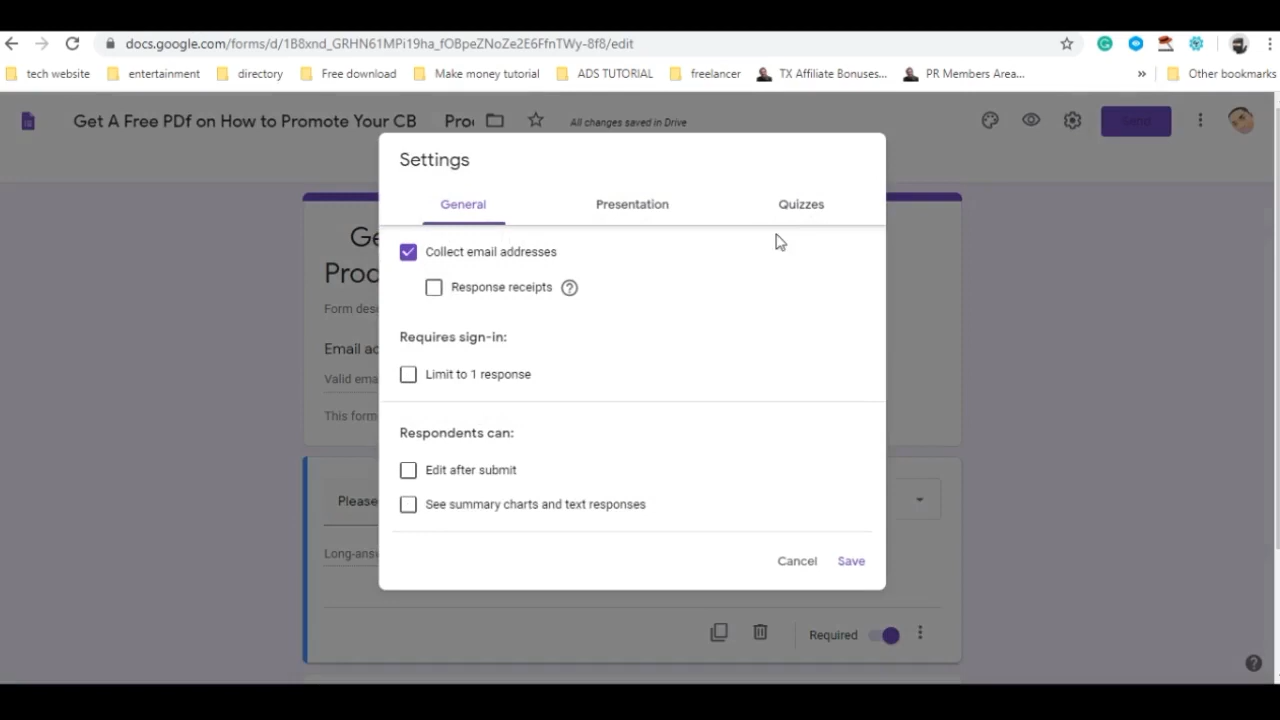 docs.google.com/forms/d/1B8xnd_GRHN61MPi19ha_fOBpeZNoZe2E6FfnTWy-8f8/edit
tech website entertainment directory Free download Make money tutorial ADS TUTORIAL freelancer TX Affiliate Bonuses... PR Members Area... » Other bookmarks
Get A Free PDf on How to Promote Your CB Pro All changes saved in Drive Send
Settings
General Presentation Quizzes
Collect email addresses
Ge
Proc
Response receipts
Form des
Requires sign-in:
Email ad
Limit to 1 response
Valid ema
This form
Respondents can:
Edit after submit
Please
See summary charts and text responses
Long-ans
Cancel Save
Required